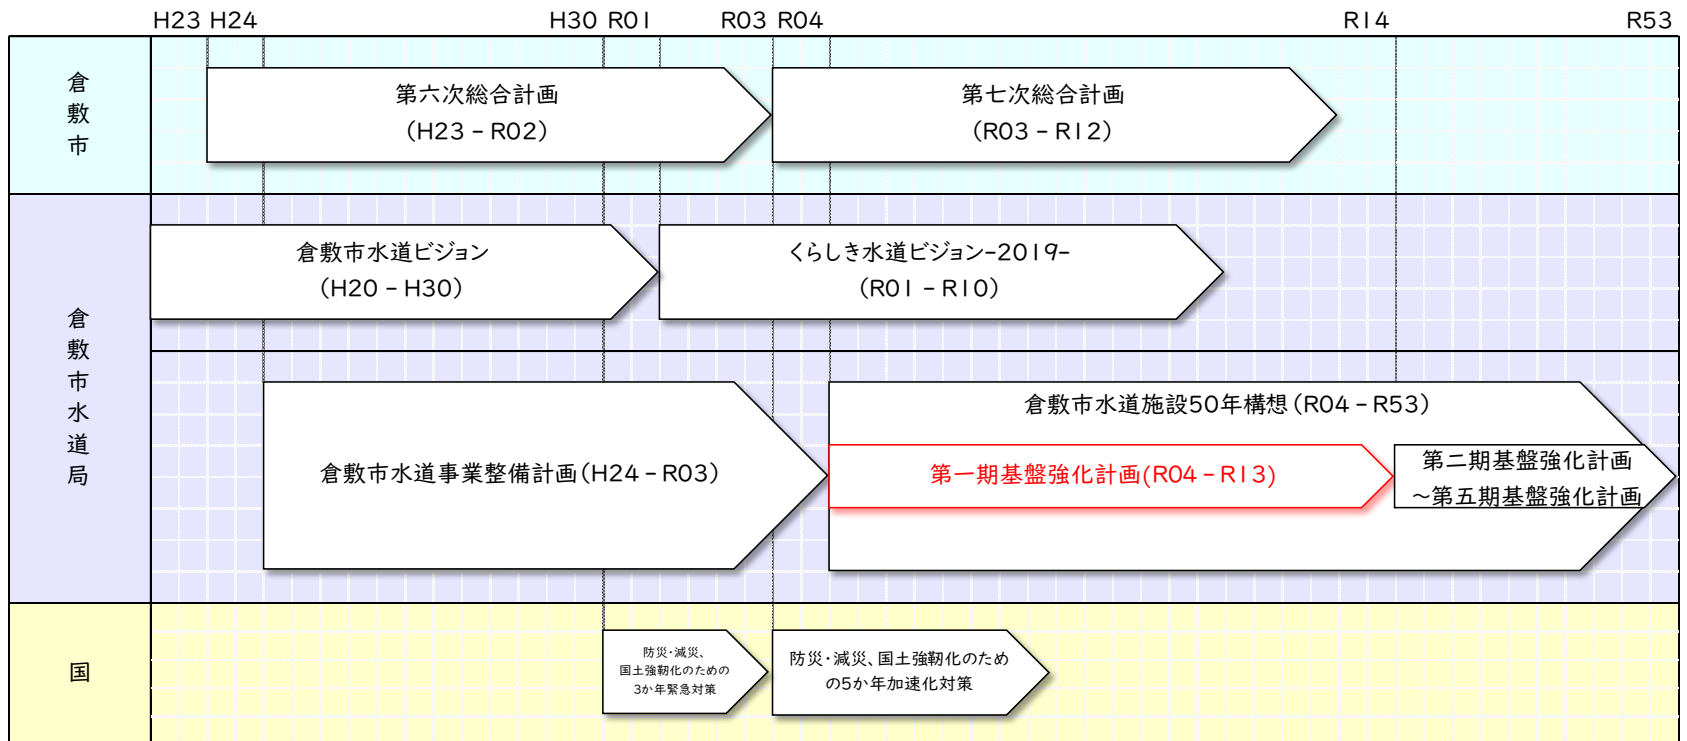 H23 H24 H30 R01 R03 R04 R14 R53
倉敷市
第六次総合計画
(H23-R02)
第七次総合計画
(R03-R12)
倉敷市水道局
倉敷市水道ビジョン
(H20-H30)
くらしき水道ビジョン-2019-
(R01-R10)
倉敷市水道事業整備計画(H24-R03)
倉敷市水道施設50年構想(R04-R53)
第一期基盤強化計画(R04-R13)
第二期基盤強化計画
~第五期基盤強化計画
国
防災・減災、
国土強靭化のための
3か年緊急対策
防災・減災、国土強靭化のため
の5か年加速化対策